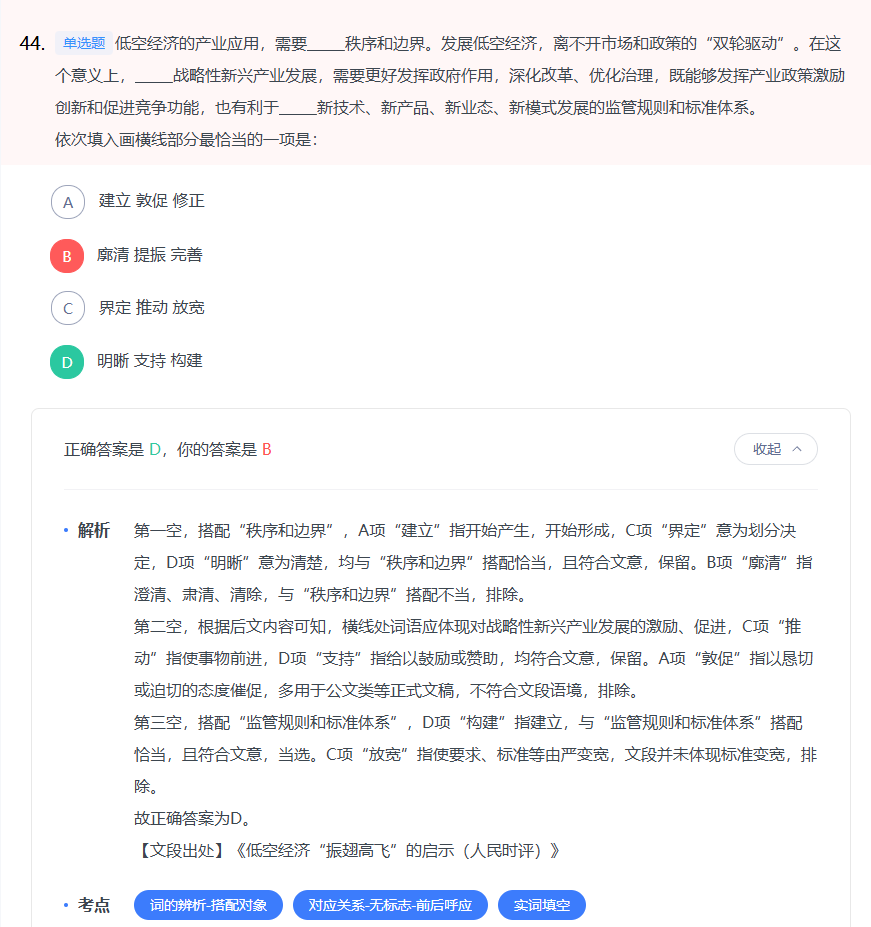 44. 单选题 低空经济的产业应用，需要_____秩序和边界。发展低空经济，离不开市场和政策的“双轮驱动”。在这
个意义上，_____战略性新兴产业发展，需要更好发挥政府作用，深化改革、优化治理，既能够发挥产业政策激励
创新和促进竞争功能，也有利于_____新技术、新产品、新业态、新模式发展的监管规则和标准体系。
依次填入画横线部分最恰当的一项是：
A 建立 敦促 修正
B 廓清 提振 完善
C 界定 推动 放宽
D 明晰 支持 构建
正确答案是 D，你的答案是 B
收起
解析 第一空，搭配“秩序和边界”，A项“建立”指开始产生，开始形成，C项“界定”意为划分决
定，D项“明晰”意为清楚，均与“秩序和边界”搭配恰当，且符合文意，保留。B项“廓清”指
澄清、肃清、清除，与“秩序和边界”搭配不当，排除。
第二空，根据后文内容可知，横线处词语应体现对战略性新兴产业发展的激励、促进，C项“推
动”指使事物前进，D项“支持”指给以鼓励或赞助，均符合文意，保留。A项“敦促”指以恳切
或迫切的态度催促，多用于公文类等正式文稿，不符合文段语境，排除。
第三空，搭配“监管规则和标准体系”，D项“构建”指建立，与“监管规则和标准体系”搭配
恰当，且符合文意，当选。C项“放宽”指使要求、标准等由严变宽，文段并未体现标准变宽，排
除。
故正确答案为D。
【文段出处】《低空经济“振翅高飞”的启示（人民时评）》
考点 词的辨析-搭配对象 对应关系-无标志-前后呼应 实词填空